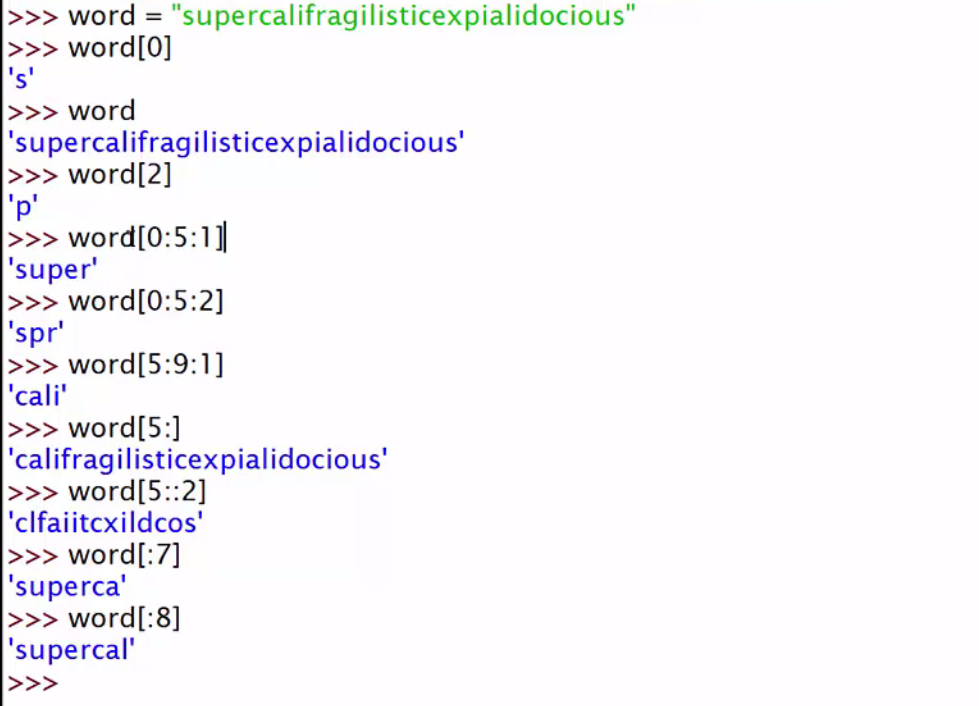 >>> word = "supercalifragilisticexpialidocious"
>>> word[0]
's'
>>> word
'supercalifragilisticexpialidocious'
>>> word[2]
'p'
>>> word[0:5:1]
'super'
>>> word[0:5:2]
'spr'
>>> word[5:9:1]
'cali'
>>> word[5:]
'califragilisticexpialidocious'
>>> word[5::2]
'clfaiitcxildcos'
>>> word[:7]
'superca'
>>> word[:8]
'supercal'
>>>